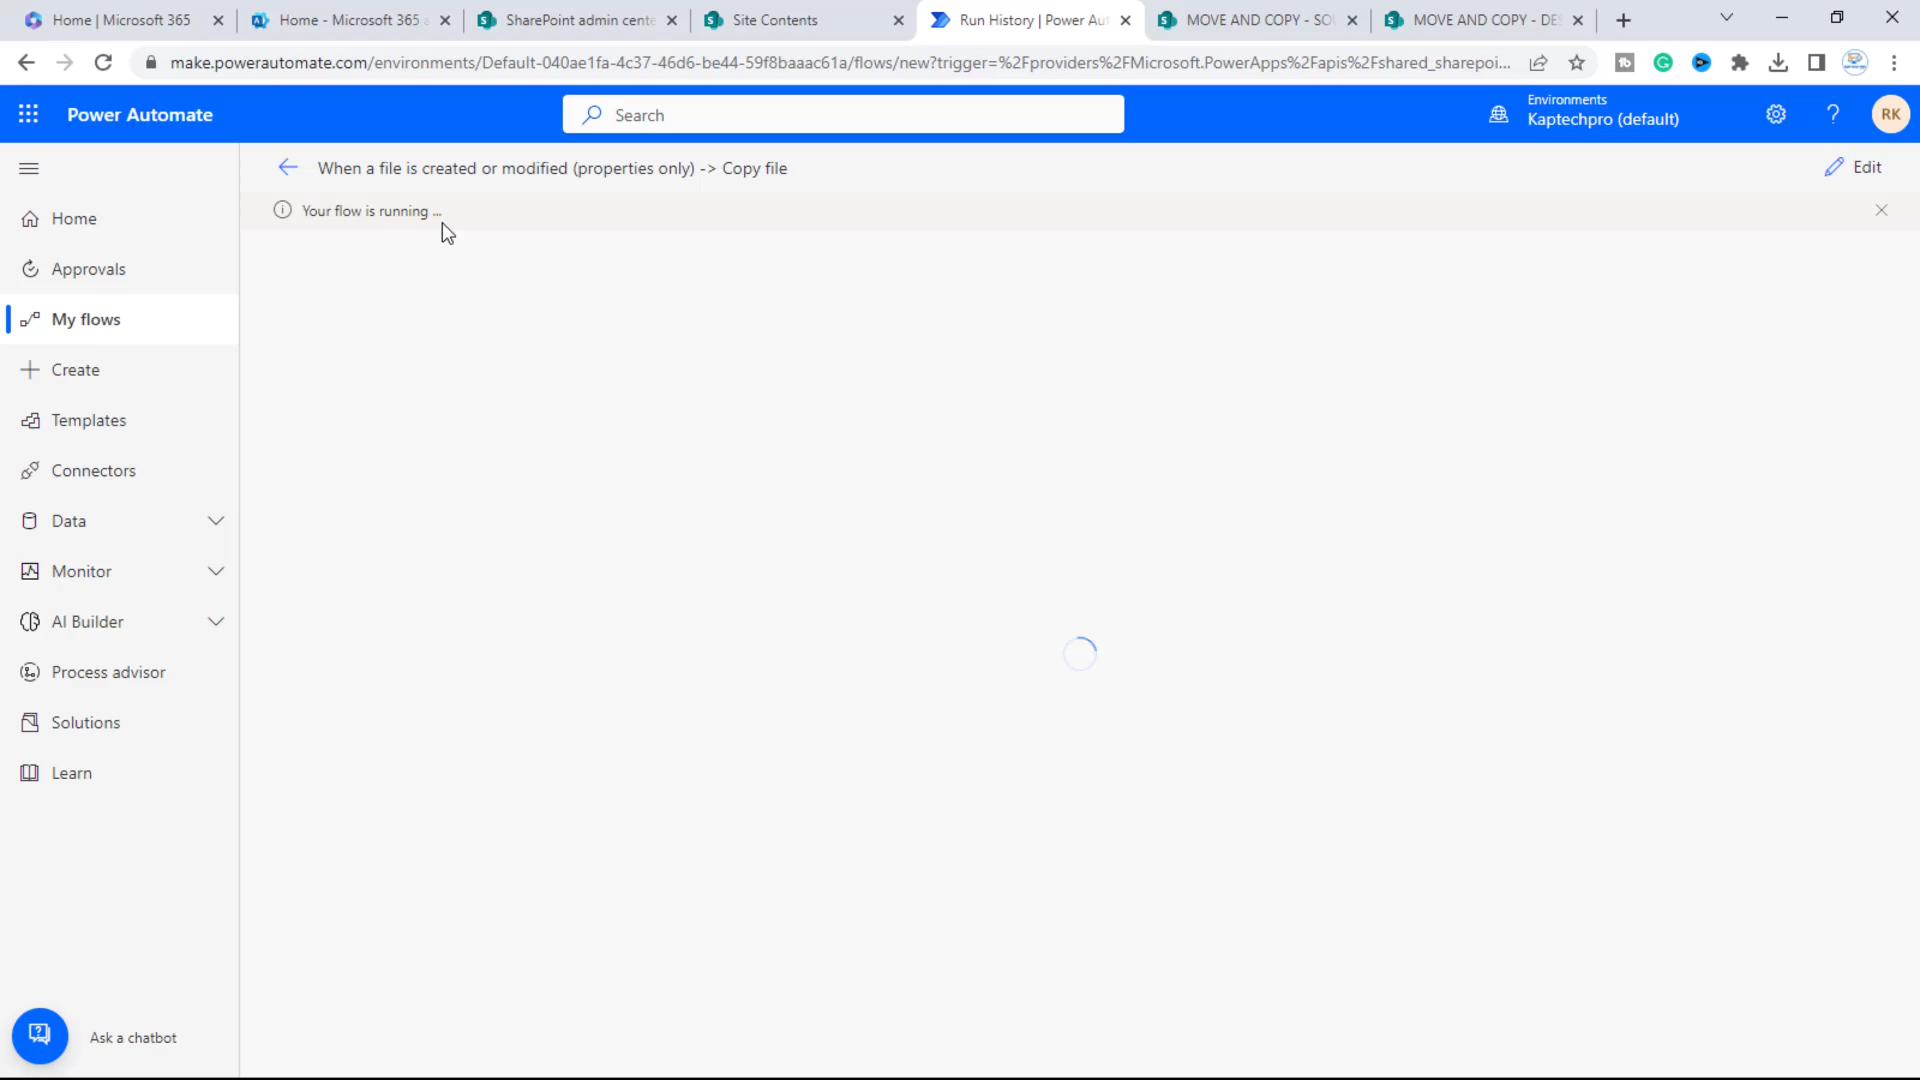 Home | Microsoft 365
Home - Microsoft 365 a
SharePoint admin cente
Site Contents
Run History | Power Aut
MOVE AND COPY - SOU
MOVE AND COPY - DES
make.powerautomate.com/environments/Default-040ae1fa-4c37-46d6-be44-59f8baaac61a/flows/new?trigger=%2Fproviders%2FMicrosoft.PowerApps%2Fapis%2Fshared_sharepoi...
Power Automate
Search
Environments
Kaptechpro (default)
RK
When a file is created or modified (properties only) -> Copy file
Edit
Your flow is running ...
Home
Approvals
My flows
Create
Templates
Connectors
Data
Monitor
AI Builder
Process advisor
Solutions
Learn
Ask a chatbot